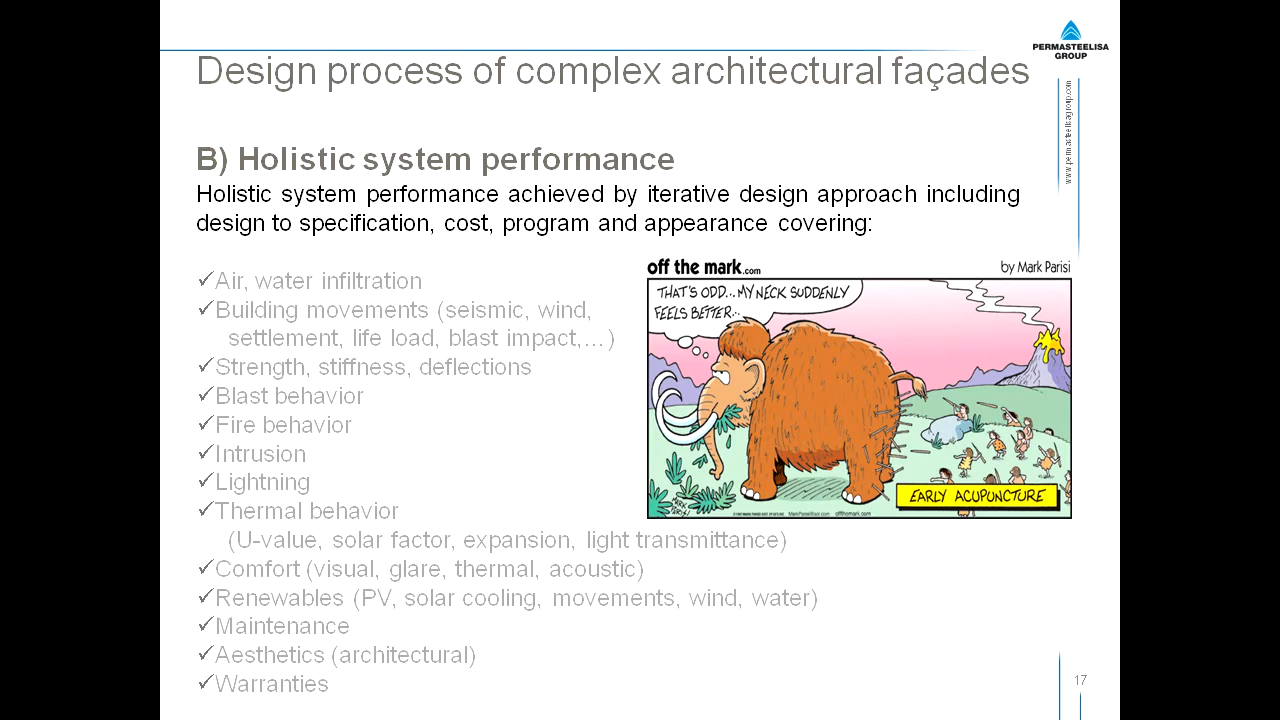 PERMASTEELISA
GROUP
www.permasteelisagroup.com
Design process of complex architectural façades
B) Holistic system performance
Holistic system performance achieved by iterative design approach including
design to specification, cost, program and appearance covering:
✓Air, water infiltration
✓Building movements (seismic, wind,
settlement, life load, blast impact,…)
✓Strength, stiffness, deflections
✓Blast behavior
✓Fire behavior
✓Intrusion
✓Lightning
✓Thermal behavior
(U-value, solar factor, expansion, light transmittance)
✓Comfort (visual, glare, thermal, acoustic)
✓Renewables (PV, solar cooling, movements, wind, water)
✓Maintenance
✓Aesthetics (architectural)
✓Warranties
off the mark.com by Mark Parisi
THAT'S ODD...MY NECK SUDDENLY
FEELS BETTER...
EARLY ACUPUNCTURE
MARK PARISI
offthemark.com
17